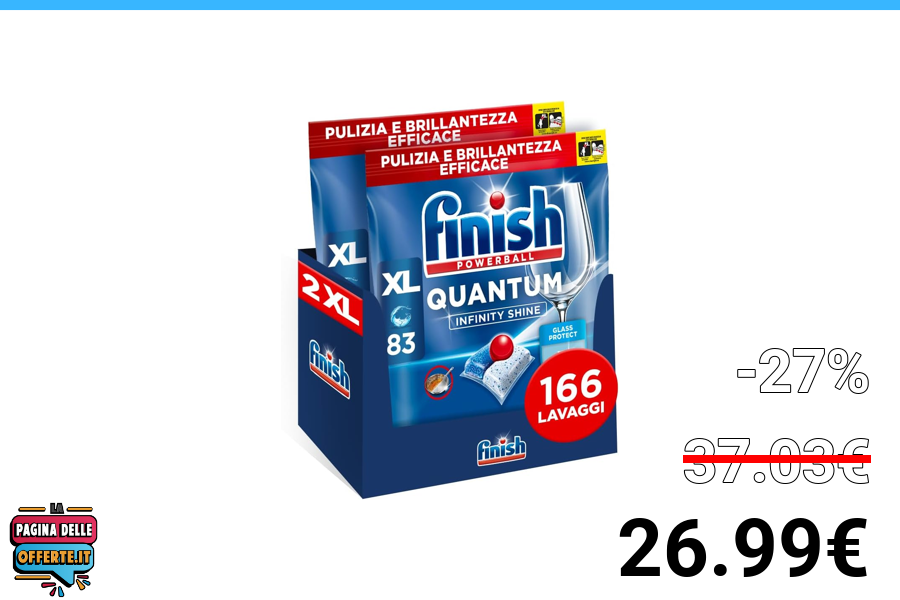 PULIZIA E BRILLANTEZZA
EFFICACE
PULIZIA E BRILLANTEZZA
EFFICACE
finish
POWERBALL
XL
XL
QUANTUM
INFINITY SHINE
2 XL
83
GLASS
PROTECT
finish
166
LAVAGGI
finish
-27%
37.03€
26.99€
LA
PAGINA DELLE
OFFERTE.IT